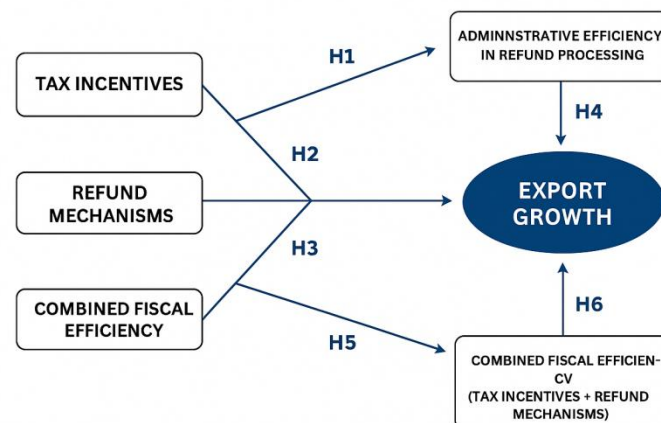 TAX INCENTIVES
REFUND
MECHANISMS
COMBINED FISCAL
EFFICIENCY
H1
H2
H3
H5
ADMINNSTRATIVE EFFICIENCY
IN REFUND PROCESSING
H4
EXPORT
GROWTH
H6
COMBINED FISCAL EFFICIEN-
CV
(TAX INCENTIVES + REFUND
MECHANISMS)